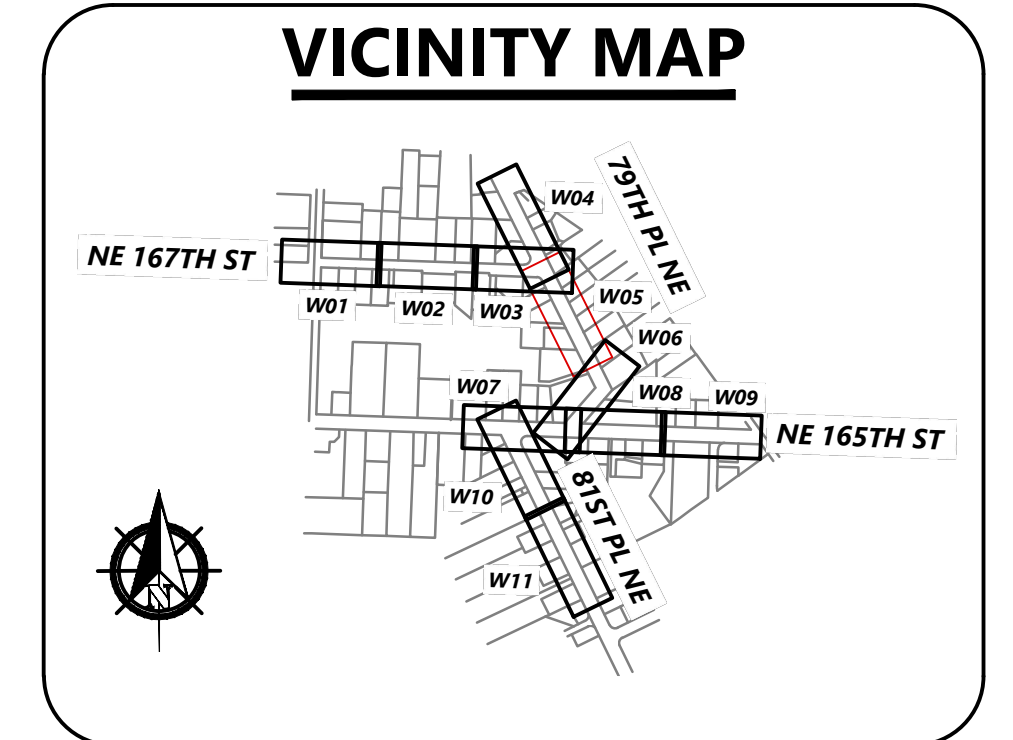 VICINITY MAP
79TH PL NE
W04
NE 167TH ST
W01
W02
W03
W05
W06
W07
W08
W09
NE 165TH ST
W10
81ST PL NE
W11
N